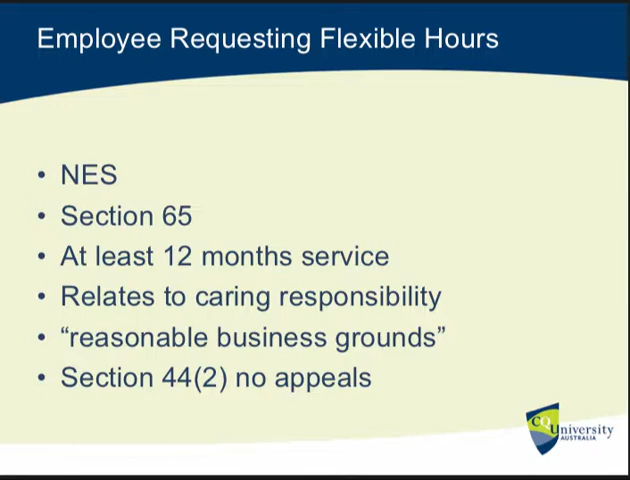 Employee Requesting Flexible Hours
• NES
• Section 65
• At least 12 months service
• Relates to caring responsibility
• “reasonable business grounds”
• Section 44(2) no appeals
CQUniversity
AUSTRALIA